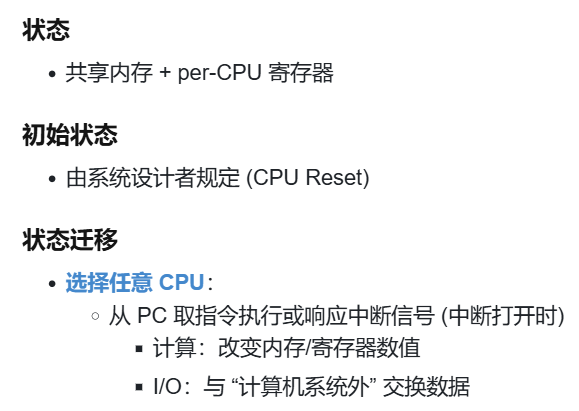 状态
共享内存 + per-CPU 寄存器
初始状态
由系统设计者规定 (CPU Reset)
状态迁移
选择任意 CPU：
从 PC 取指令执行或响应中断信号 (中断打开时)
计算：改变内存/寄存器数值
I/O：与 “计算机系统外” 交换数据